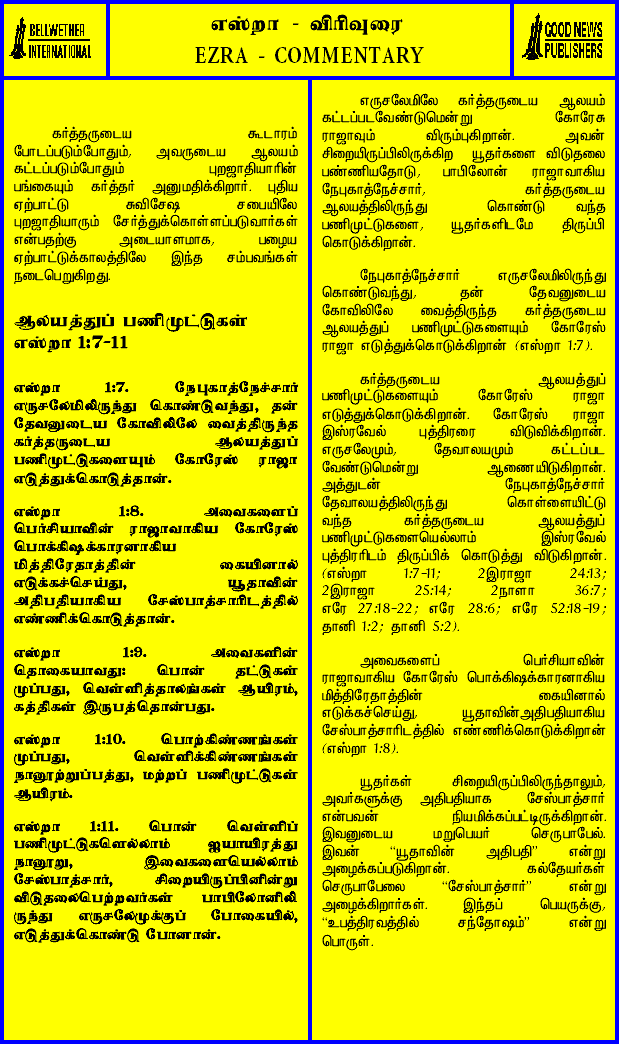 BELLWETHER
INTERNATIONAL
எஸ்றா - விரிவுரை
EZRA - COMMENTARY
GOOD NEWS
PUBLISHERS
கர்த்தருடைய கூடாரம்
போடப்படும்போதும், அவருடைய ஆலயம்
கட்டப்படும்போதும் புறஜாதியாரின்
பங்கையும் கர்த்தர் அனுமதிக்கிறார். புதிய
ஏற்பாட்டு சுவிசேஷ சபையிலே
புறஜாதியாரும் சேர்த்துக்கொள்ளப்படுவார்கள்
என்பதற்கு அடையாளமாக, பழைய
ஏற்பாட்டுக்காலத்திலே இந்த சம்பவங்கள்
நடைபெறுகிறது.
ஆலயத்துப் பணிமுட்டுகள்
எஸ்றா 1:7-11
எஸ்றா 1:7. நேபுகாத்நேச்சார்
எருசலேமிலிருந்து கொண்டுவந்து, தன்
தேவனுடைய கோவிலிலே வைத்திருந்த
கர்த்தருடைய ஆலயத்துப்
பணிமுட்டுகளையும் கோரேஸ் ராஜா
எடுத்துக்கொடுத்தான்.
எஸ்றா 1:8. அவைகளைப்
பெர்சியாவின் ராஜாவாகிய கோரேஸ்
பொக்கிஷக்காரனாகிய
மித்திரேதாத்தின் கையினால்
எடுக்கச்செய்து, யூதாவின்
அதிபதியாகிய சேஸ்பாத்சாரிடத்தில்
எண்ணிக்கொடுத்தான்.
எஸ்றா 1:9. அவைகளின்
தொகையாவது: பொன் தட்டுகள்
முப்பது, வெள்ளித்தாலங்கள் ஆயிரம்,
கத்திகள் இருபத்தொன்பது.
எஸ்றா 1:10. பொற்கிண்ணங்கள்
முப்பது, வெள்ளிக்கிண்ணங்கள்
நானூற்றுப்பத்து, மற்றப் பணிமுட்டுகள்
ஆயிரம்.
எஸ்றா 1:11. பொன் வெள்ளிப்
பணிமுட்டுகளெல்லாம் ஐயாயிரத்து
நானூறு, இவைகளையெல்லாம்
சேஸ்பாத்சார், சிறையிருப்பினின்று
விடுதலைபெற்றவர்கள் பாபிலோனிலி
ருந்து எருசலேமுக்குப் போகையில்,
எடுத்துக்கொண்டு போனான்.
எருசலேமிலே கர்த்தருடைய ஆலயம்
கட்டப்படவேண்டுமென்று கோரேசு
ராஜாவும் விரும்புகிறான். அவன்
சிறையிருப்பிலிருக்கிற யூதர்களை விடுதலை
பண்ணியதோடு, பாபிலோன் ராஜாவாகிய
நேபுகாத்நேச்சார், கர்த்தருடைய
ஆலயத்திலிருந்து கொண்டு வந்த
பணிமுட்டுகளை, யூதர்களிடமே திருப்பி
கொடுக்கிறான்.
நேபுகாத்நேச்சார் எருசலேமிலிருந்து
கொண்டுவந்து, தன் தேவனுடைய
கோவிலிலே வைத்திருந்த கர்த்தருடைய
ஆலயத்துப் பணிமுட்டுகளையும் கோரேஸ்
ராஜா எடுத்துக்கொடுக்கிறான் (எஸ்றா 1:7).
கர்த்தருடைய ஆலயத்துப்
பணிமுட்டுகளையும் கோரேஸ் ராஜா
எடுத்துக்கொடுக்கிறான். கோரேஸ் ராஜா
இஸ்ரவேல் புத்திரரை விடுவிக்கிறான்.
எருசலேமும், தேவாலயமும் கட்டப்பட
வேண்டுமென்று ஆணையிடுகிறான்.
அத்துடன் நேபுகாத்நேச்சார்
தேவாலயத்திலிருந்து கொள்ளையிட்டு
வந்த கர்த்தருடைய ஆலயத்துப்
பணிமுட்டுகளையெல்லாம் இஸ்ரவேல்
புத்திரரிடம் திருப்பிக் கொடுத்து விடுகிறான்.
(எஸ்றா 1:7-11; 2இராஜா 24:13;
2இராஜா 25:14; 2நாளா 36:7;
எரே 27:18-22; எரே 28:6; எரே 52:18-19;
தானி 1:2; தானி 5:2).
அவைகளைப் பெர்சியாவின்
ராஜாவாகிய கோரேஸ் பொக்கிஷக்காரனாகிய
மித்திரேதாத்தின் கையினால்
எடுக்கச்செய்து, யூதாவின்அதிபதியாகிய
சேஸ்பாத்சாரிடத்தில் எண்ணிக்கொடுக்கிறான்
(எஸ்றா 1:8).
யூதர்கள் சிறையிருப்பிலிருந்தாலும்,
அவர்களுக்கு அதிபதியாக சேஸ்பாத்சார்
என்பவன் நியமிக்கப்பட்டிருக்கிறான்.
இவனுடைய மறுபெயர் செருபாபேல்.
இவன் “யூதாவின் அதிபதி” என்று
அழைக்கப்படுகிறான். கல்தேயர்கள்
செருபாபேலை “சேஸ்பாத்சார்” என்று
அழைக்கிறார்கள். இந்தப் பெயருக்கு,
“உபத்திரவத்தில் சந்தோஷம்” என்று
பொருள்.